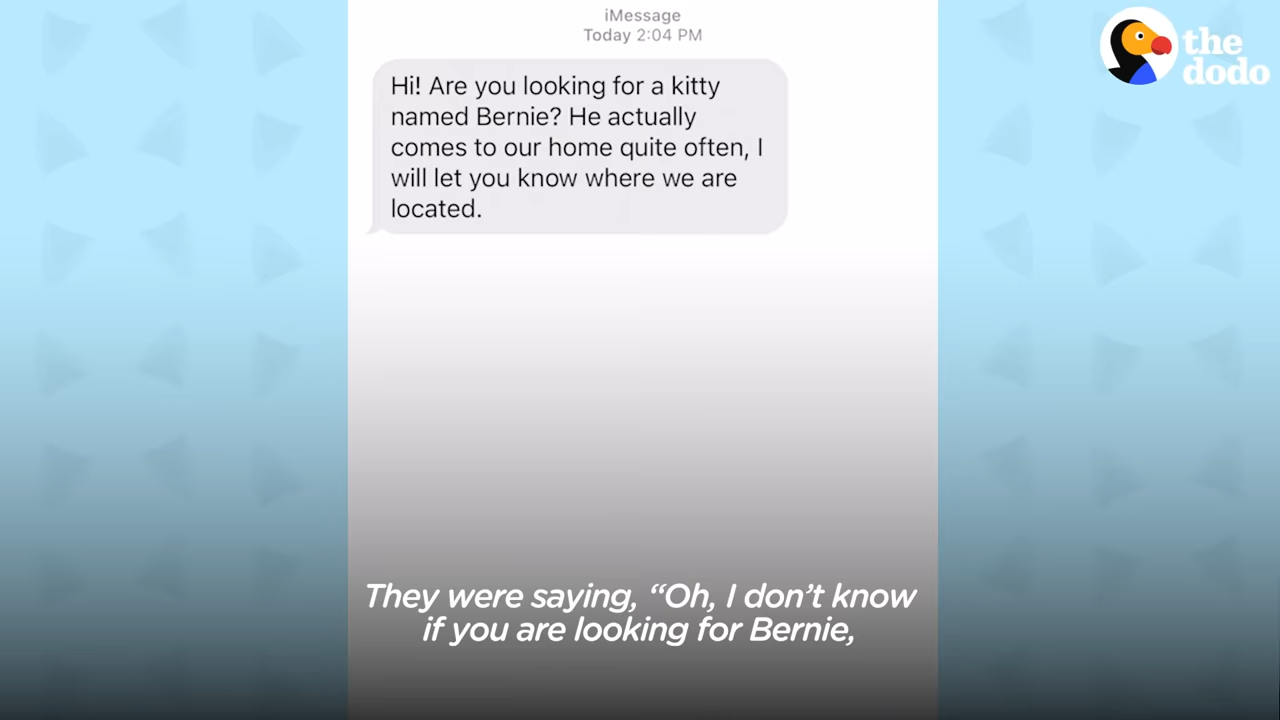 iMessage
Today 2:04 PM
the
dodo
Hi! Are you looking for a kitty
named Bernie? He actually
comes to our home quite often, I
will let you know where we are
located.
They were saying, “Oh, I don’t know
if you are looking for Bernie,